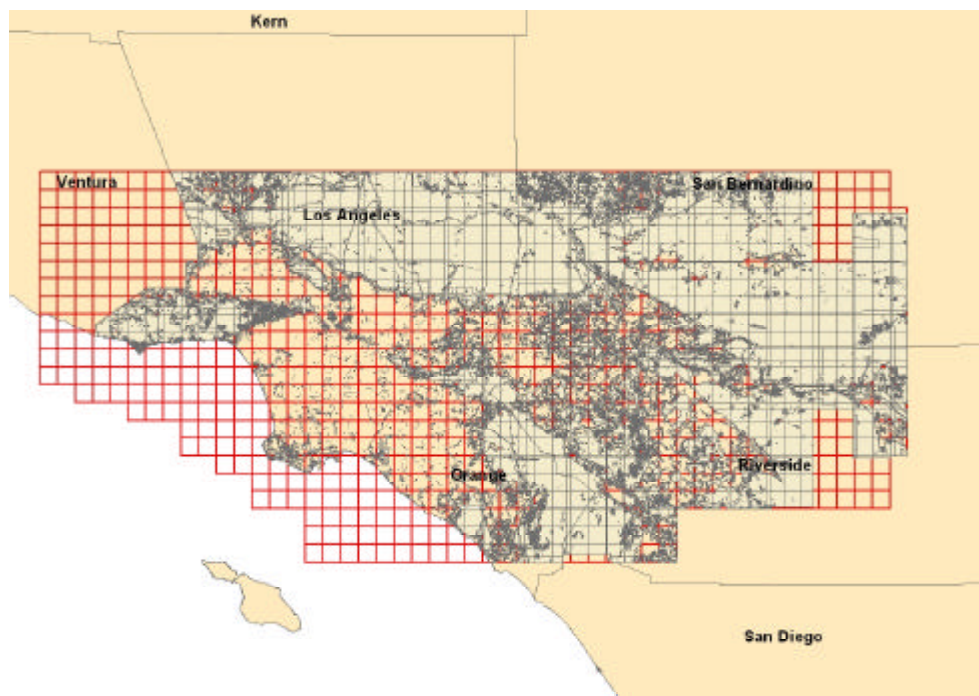 Kern
Ventura
San Bernardino
Los Angeles
Orange
Riverside
San Diego